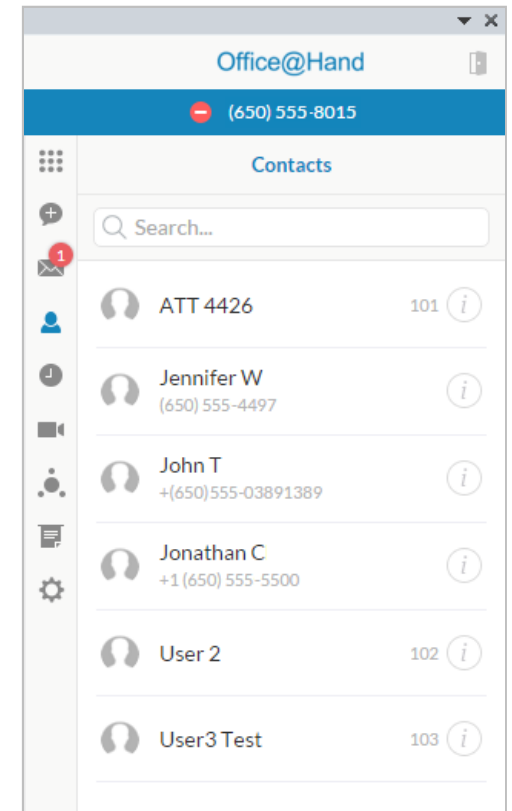 Office@Hand
(650) 555-8015
Contacts
1
Search...
ATT 4426 101 i
Jennifer W i
(650) 555-4497
John T i
+(650)555-03891389
Jonathan C i
+1 (650) 555-5500
User 2 102 i
User3 Test 103 i